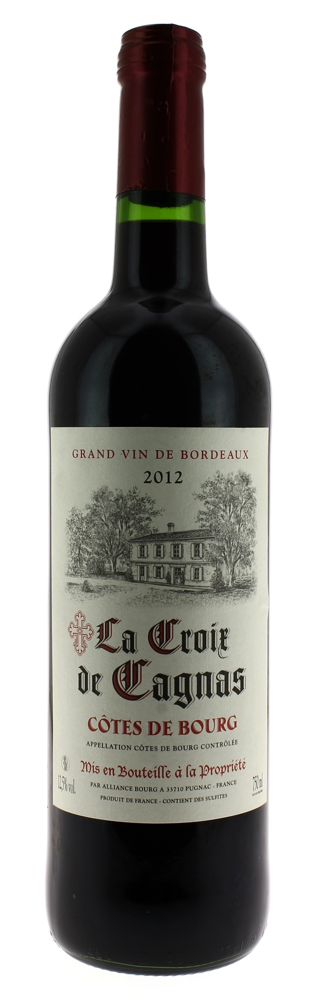 GRAND VIN DE BORDEAUX
2012
La Croix
de Cagnas
CÔTES DE BOURG
APPELLATION CÔTES DE BOURG CONTRÔLÉE
Mis en Bouteille à la Propriété
12,5% vol.
PAR ALLIANCE BOURG A 33710 PUGNAC - FRANCE
750 ml
PRODUIT DE FRANCE - CONTIENT DES SULFITES